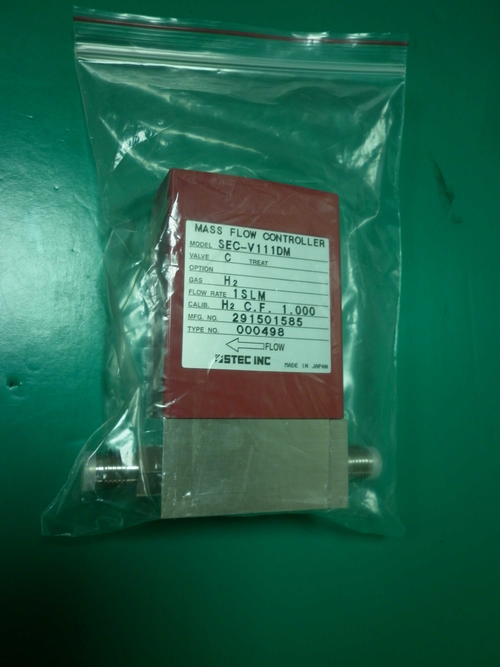 MASS FLOW CONTROLLER
MODEL SEC-V111DM
VALVE C TREAT
OPTION
GAS H2
FLOW RATE 1SLM
CALIB. H2 C.F. 1.000
MFG. NO. 291501585
TYPE NO. 000498
FLOW
STEC INC MADE IN JAPAN